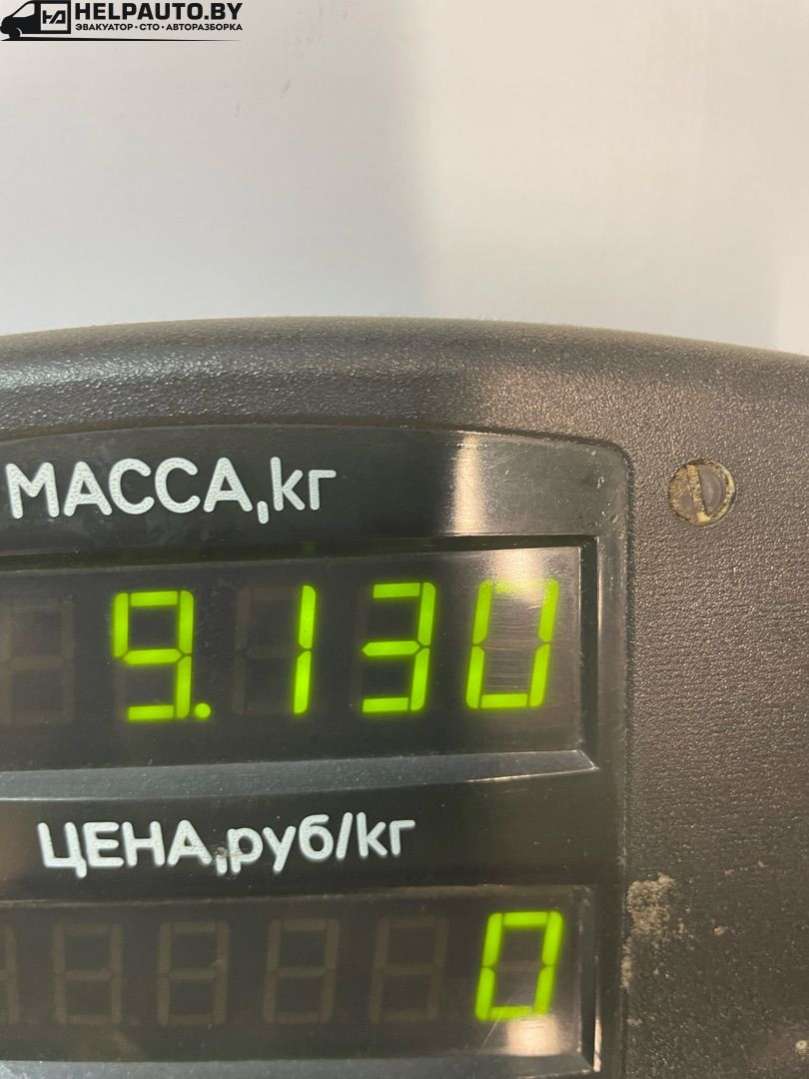 HELPAUTO.BY
ЭВАКУАТОР • СТО • АВТОРАЗБОРКА
МАССА,кг
9.130
ЦЕНА,руб/кг
0